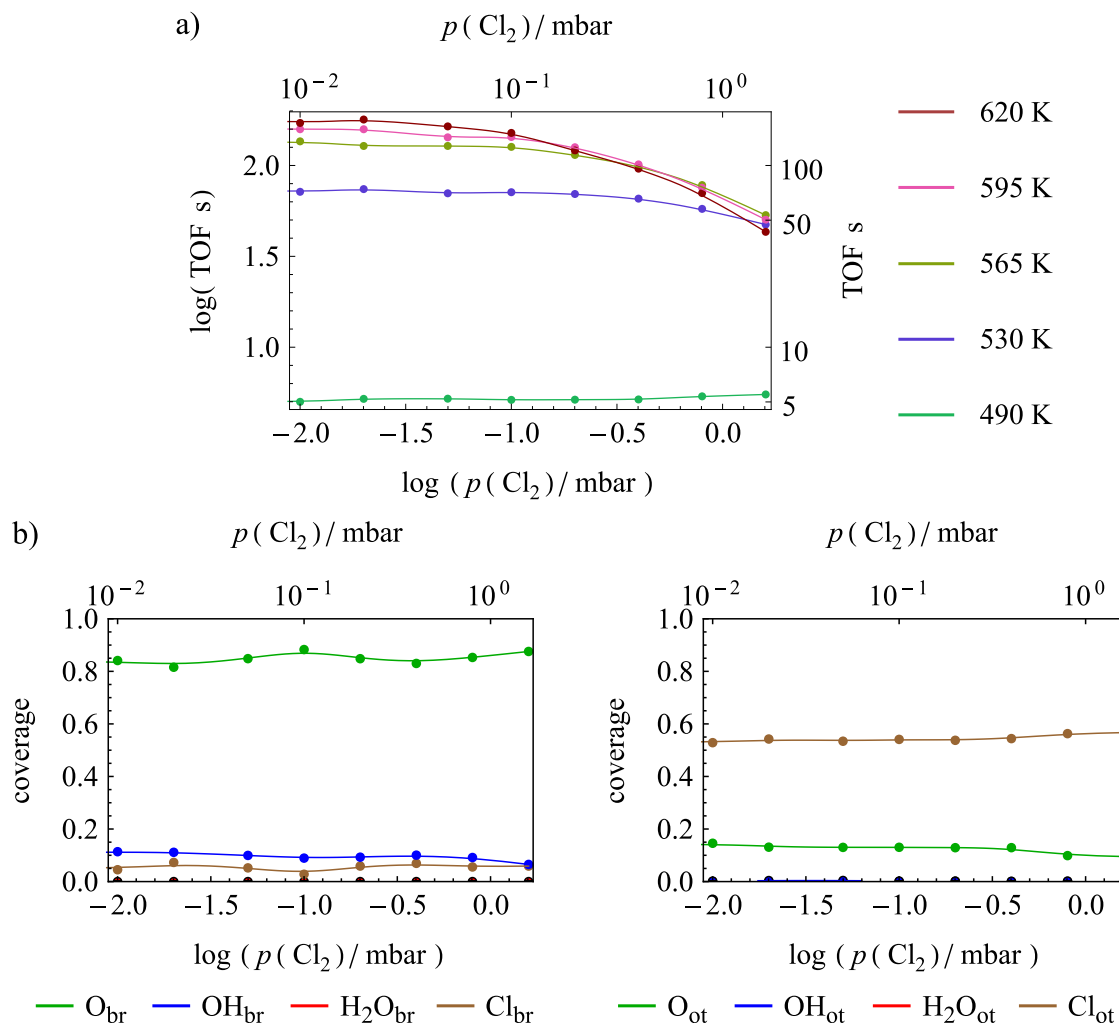 a)
p(Cl2)/mbar
10−2 10−1 100
log(TOF s)
2.0
1.5
1.0
100
50
10
5
TOF s
−2.0 −1.5 −1.0 −0.5 0.0
log (p(Cl2)/mbar)
620 K
595 K
565 K
530 K
490 K
b)
p(Cl2)/mbar
10−2 10−1 100
coverage
1.0
0.8
0.6
0.4
0.2
0.0
−2.0 −1.5 −1.0 −0.5 0.0
log (p(Cl2)/mbar)
Obr OHbr H2Obr Clbr
p(Cl2)/mbar
10−2 10−1 100
coverage
1.0
0.8
0.6
0.4
0.2
0.0
−2.0 −1.5 −1.0 −0.5 0.0
log (p(Cl2)/mbar)
Oot OHot H2Oot Clot